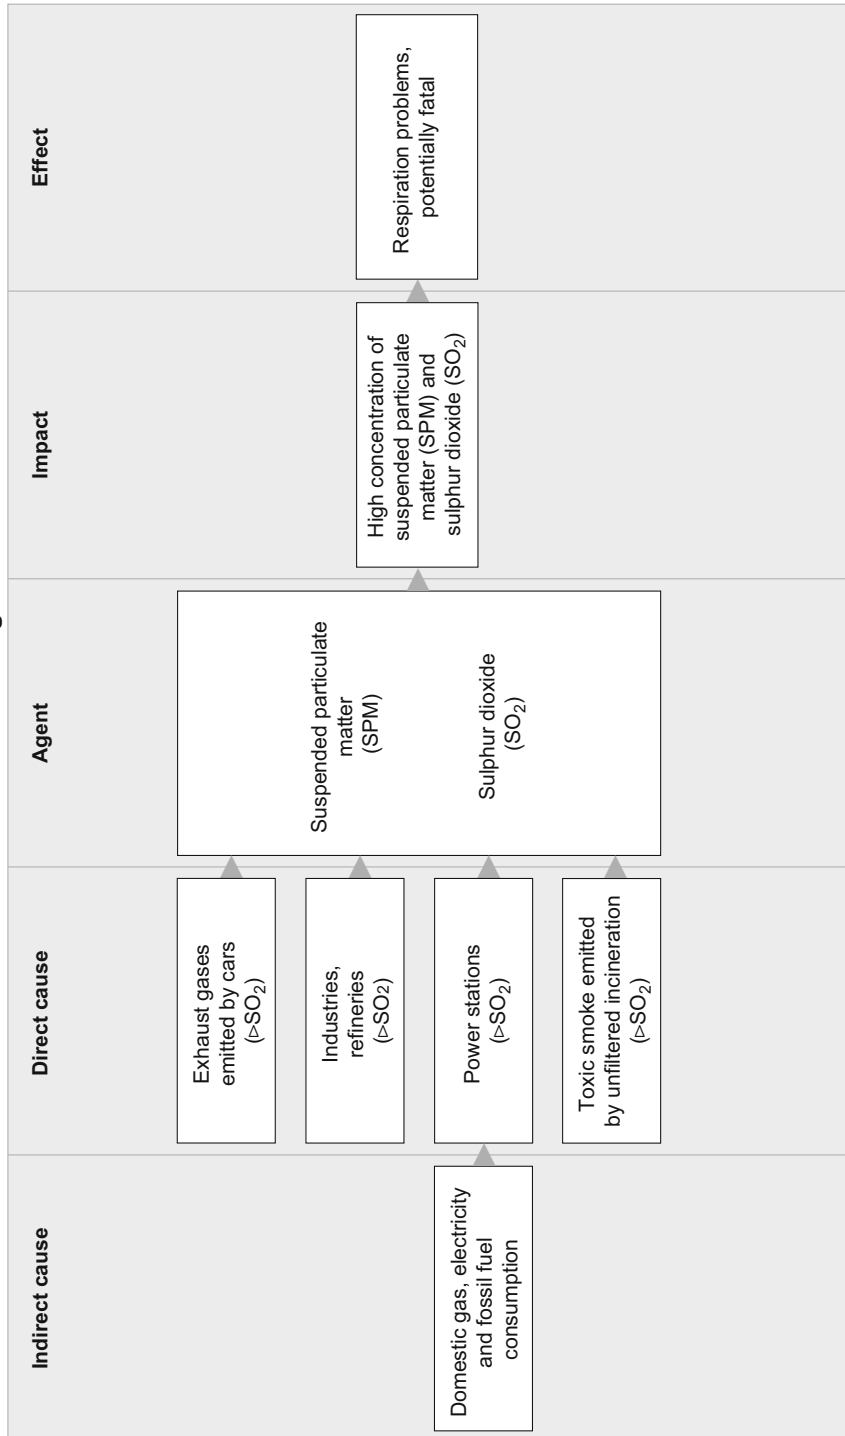 Indirect cause
Direct cause
Agent
Impact
Effect
Domestic gas, electricity
and fossil fuel
consumption
Exhaust gases
emitted by cars
(▷SO₂)
Industries,
refineries
(▷SO2)
Power stations
(▷SO₂)
Toxic smoke emitted
by unfiltered incineration
(▷SO₂)
Suspended particulate
matter
(SPM)
Sulphur dioxide
(SO₂)
High concentration of
suspended particulate
matter (SPM) and
sulphur dioxide (SO₂)
Respiration problems,
potentially fatal